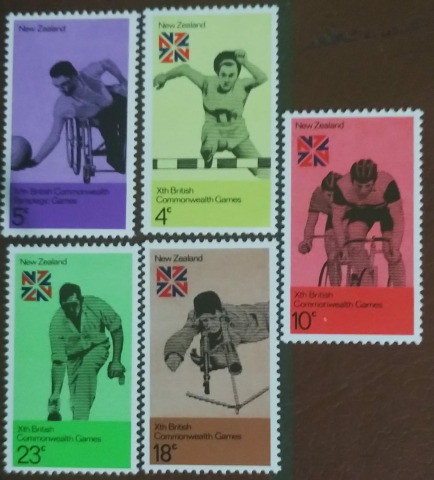 New Zealand
Xth British Commonwealth
Paraplegic Games
5c
New Zealand
Xth British
Commonwealth Games
4c
New Zealand
Xth British
Commonwealth Games
10c
New Zealand
Xth British
Commonwealth Games
23c
New Zealand
Xth British
Commonwealth Games
18c